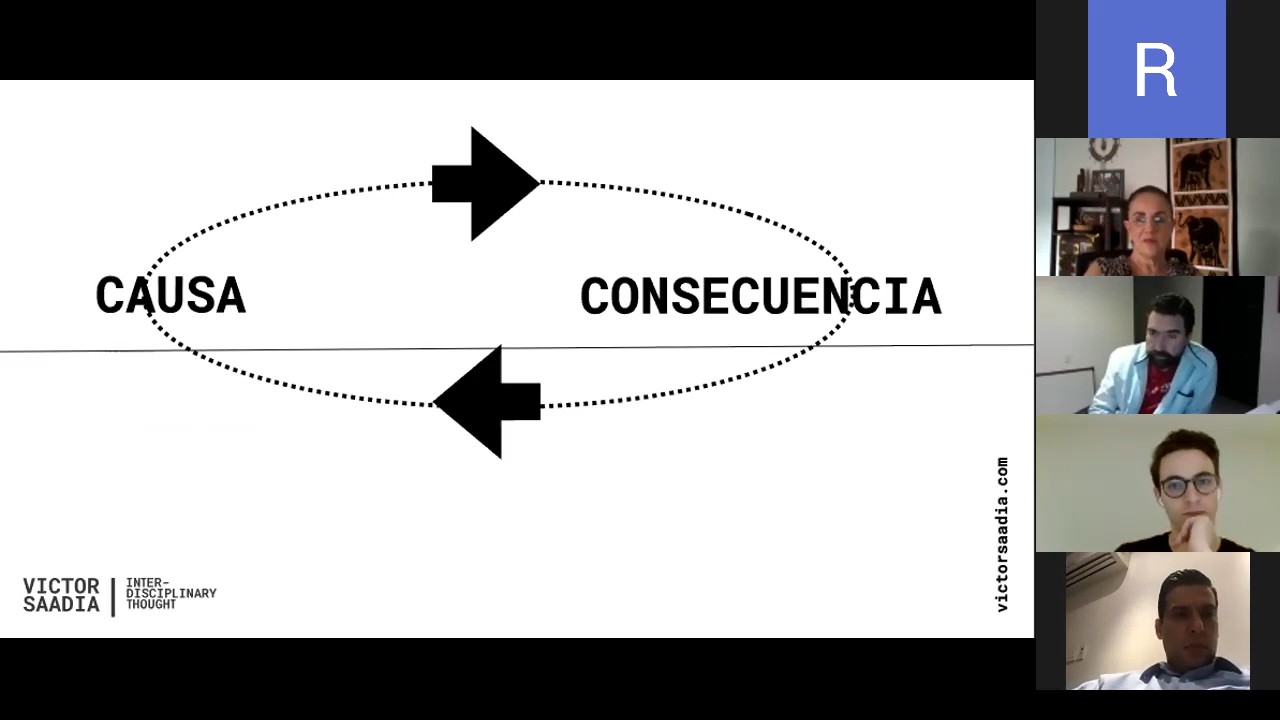 R
CAUSA
CONSECUENCIA
victorsaadia.com
VICTOR
SAADIA
INTER-
DISCIPLINARY
THOUGHT